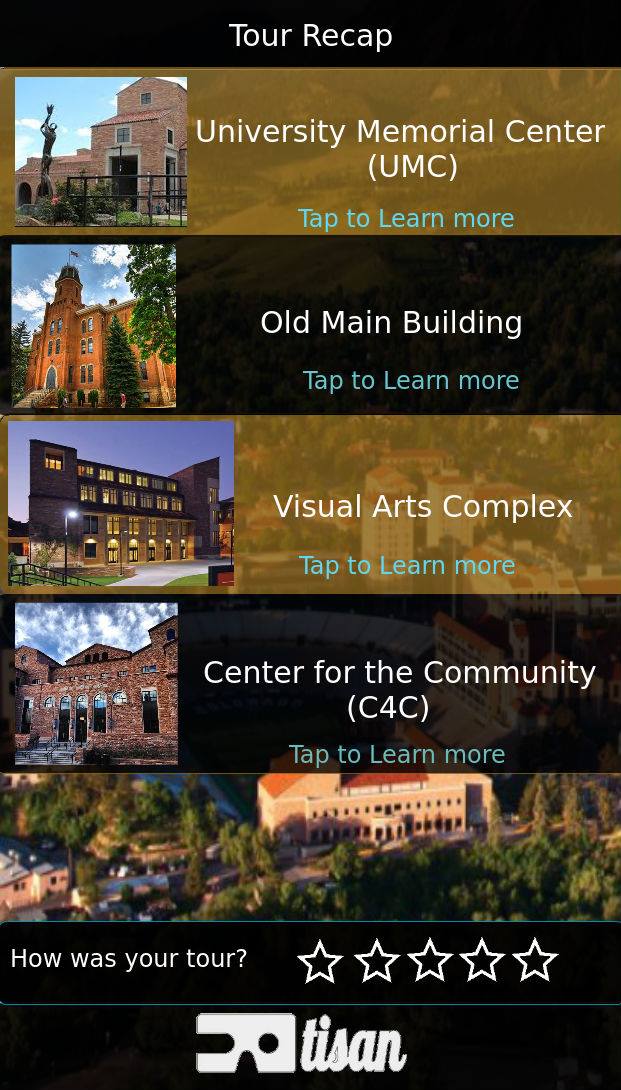 Tour Recap
University Memorial Center
(UMC)
Tap to Learn more
Old Main Building
Tap to Learn more
Visual Arts Complex
Tap to Learn more
Center for the Community
(C4C)
Tap to Learn more
How was your tour?
tisan